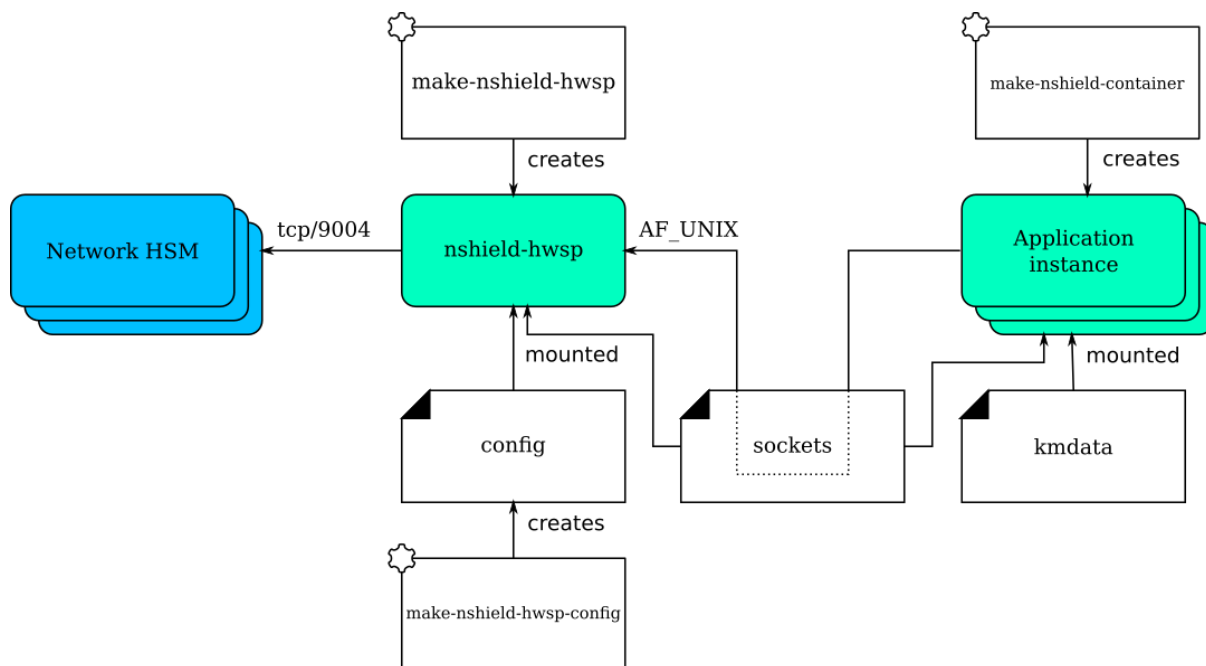 make-nshield-hwsp
make-nshield-container
creates
creates
Network HSM
tcp/9004
nshield-hwsp
AF_UNIX
Application
instance
mounted
mounted
config
sockets
kmdata
creates
make-nshield-hwsp-config